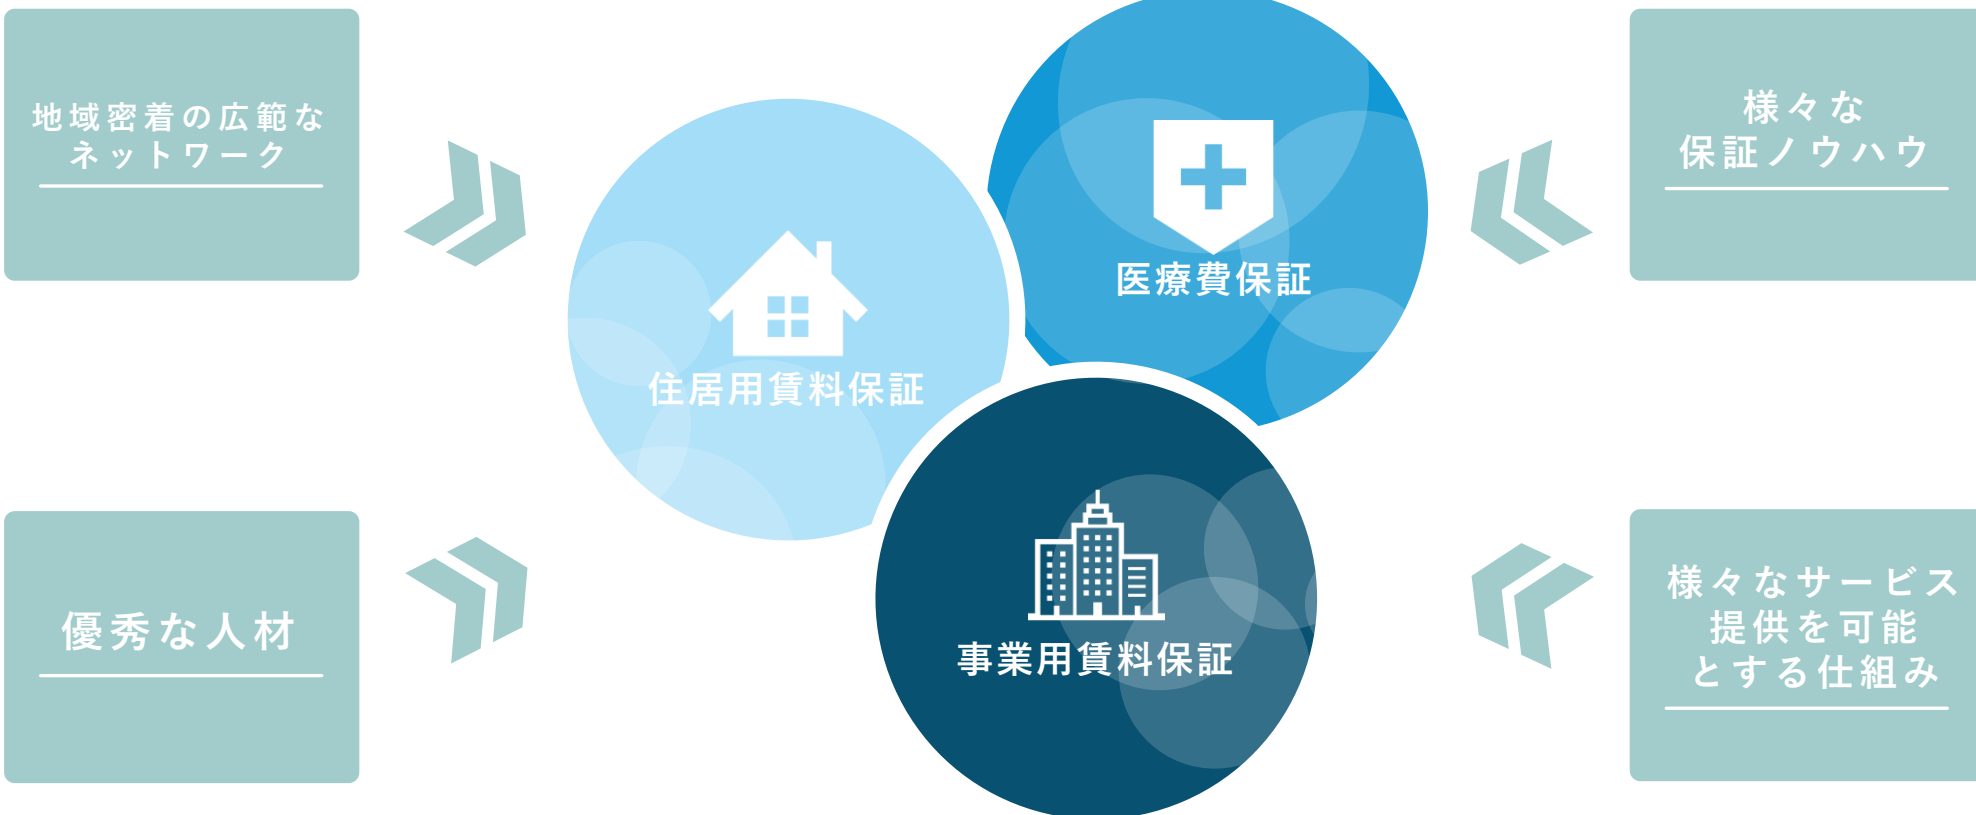 地域密着の広範な
ネットワーク
優秀な人材
住居用賃料保証
医療費保証
事業用賃料保証
様々な
保証ノウハウ
様々なサービス
提供を可能
とする仕組み